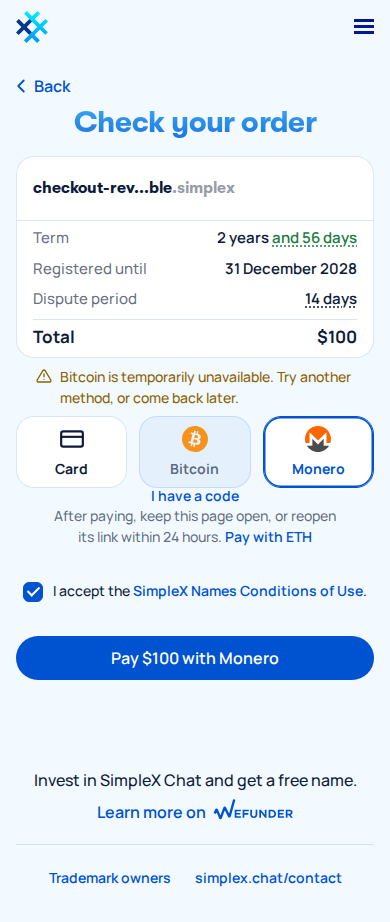 Back
Check your order
checkout-rev...ble.simplex
Term 2 years and 56 days
Registered until 31 December 2028
Dispute period 14 days
Total $100
Bitcoin is temporarily unavailable. Try another
method, or come back later.
Card Bitcoin Monero
I have a code
After paying, keep this page open, or reopen
its link within 24 hours. Pay with ETH
I accept the SimpleX Names Conditions of Use.
Pay $100 with Monero
Invest in SimpleX Chat and get a free name.
Learn more on WEFUNDER
Trademark owners simplex.chat/contact